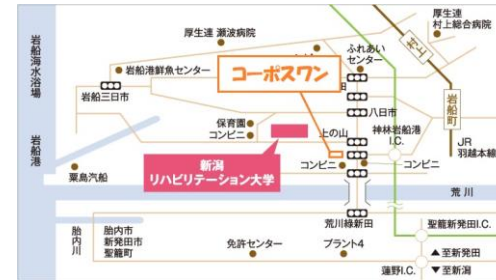 厚生連 瀬波病院
厚生連
村上総合病院
ふれあい
センター
村上
岩船海水浴場
岩船港鮮魚センター
コーポスワン
田
岩船三日市
八日市
岩船町
保育園
コンビニ
上の山
神林岩船港
I.C.
岩船港
新潟
リハビリテーション大学
コンビニ
コンビニ
JR
羽越本線
粟島汽船
荒川
胎内川
胎内市
新発田市
聖籠町
荒川縁新田
聖籠新発田I.C.
免許センター
プラント4
▲至新発田
蓮野I.C.
▼至新潟